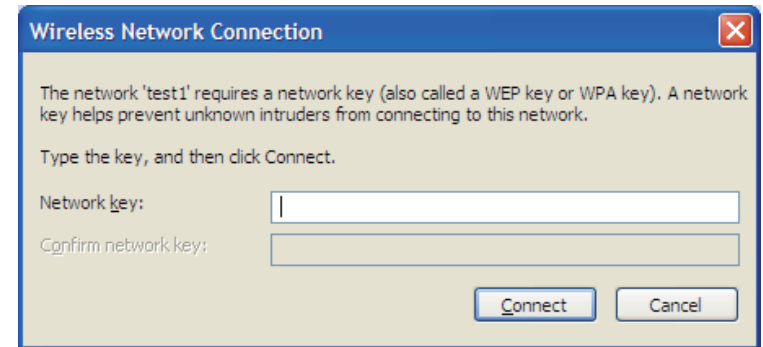 Wireless Network Connection
The network 'test1' requires a network key (also called a WEP key or WPA key). A network
key helps prevent unknown intruders from connecting to this network.
Type the key, and then click Connect.
Network key:
Confirm network key:
Connect Cancel